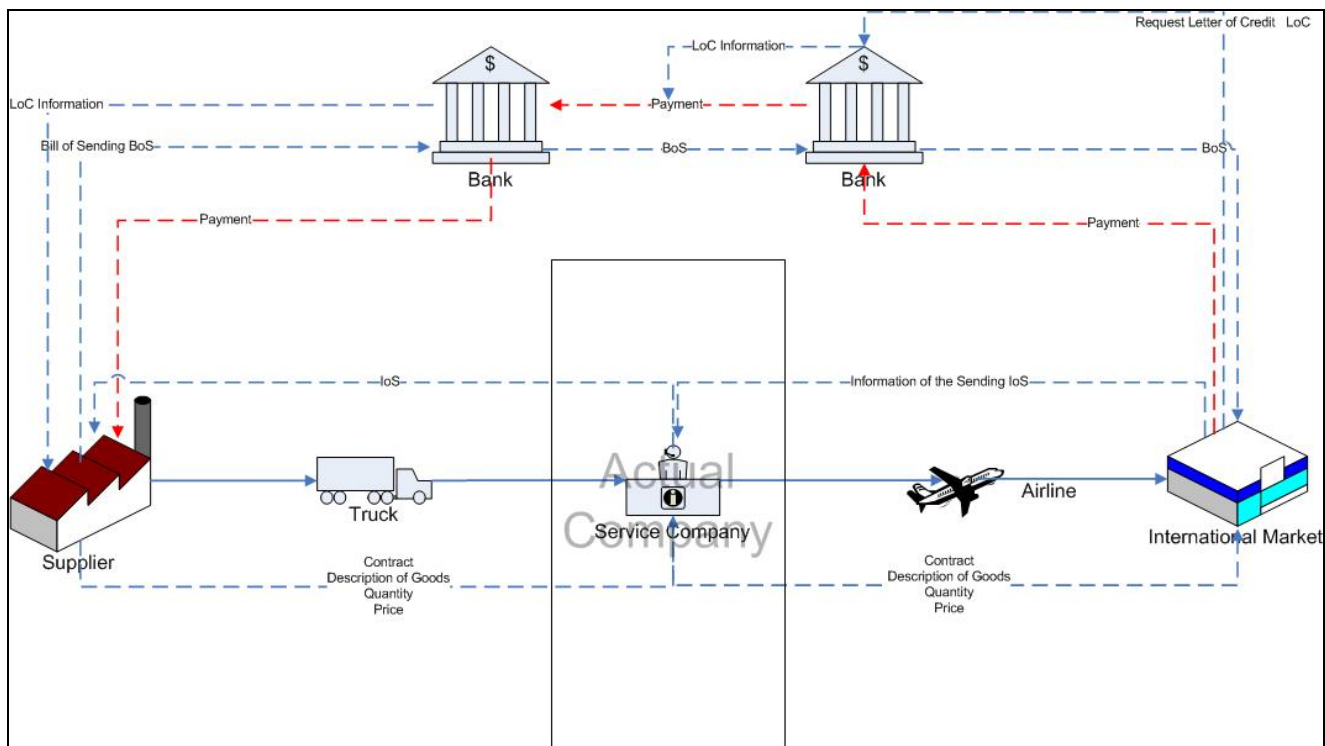 Request Letter of Credit LoC
LoC Information
$
$
LoC Information
Payment
Bill of Sending BoS
BoS
BoS
Bank
Bank
Payment
Payment
IoS
Information of the Sending IoS
Actual
Company
i
Truck
Service Company
Airline
Supplier
International Market
Contract
Description of Goods
Quantity
Price
Contract
Description of Goods
Quantity
Price